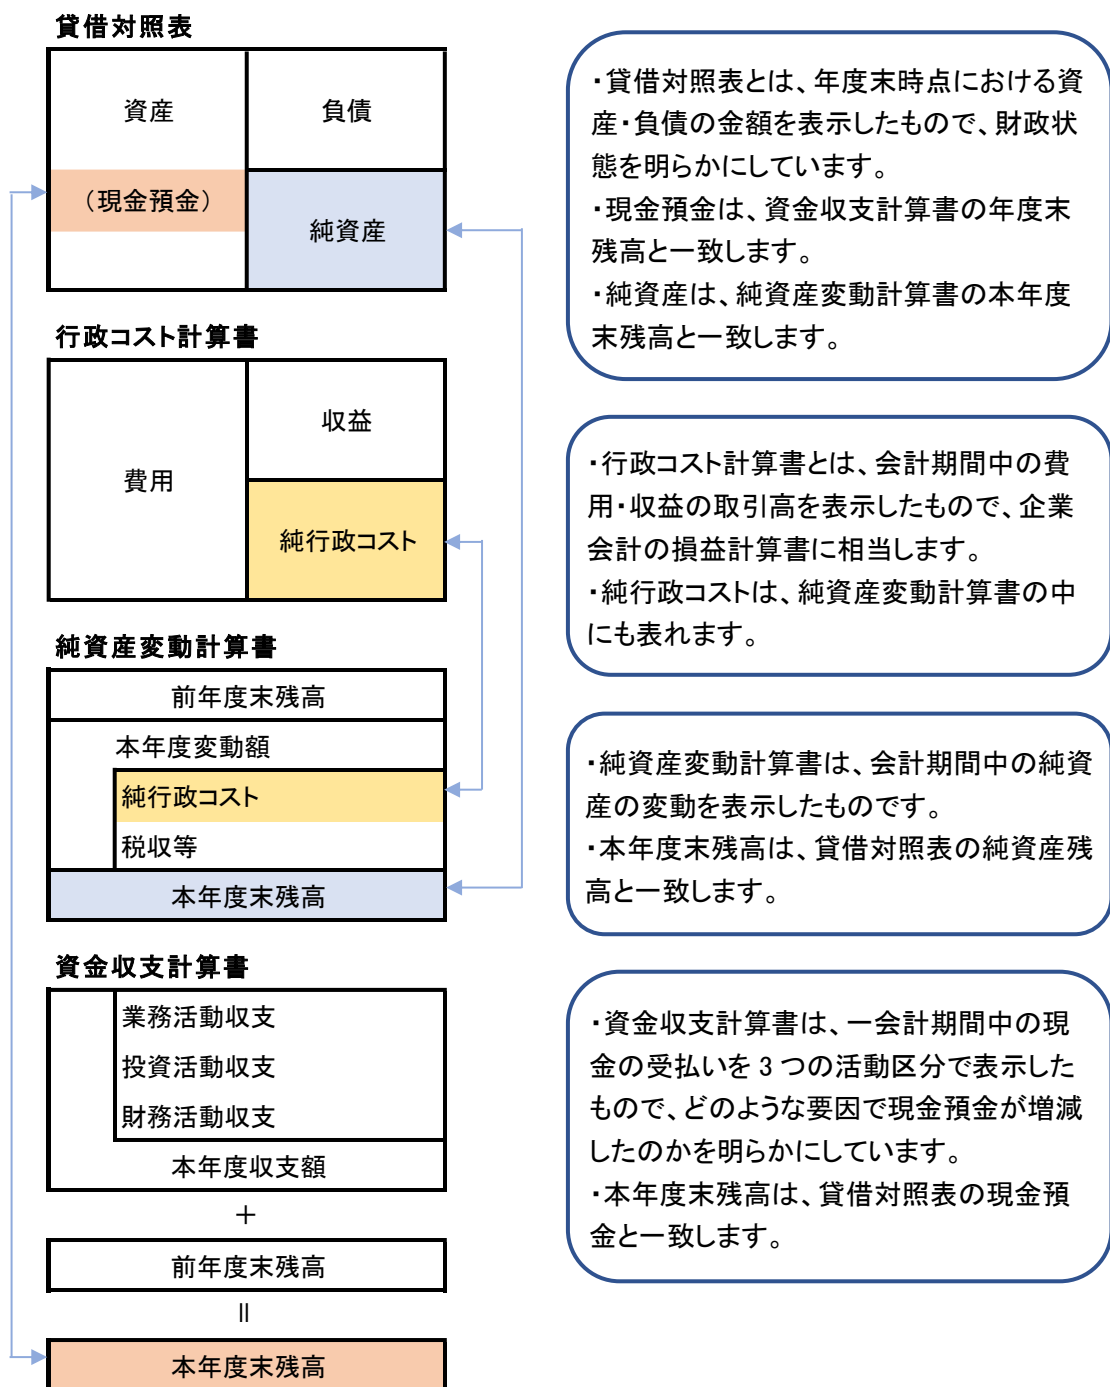 貸借対照表
資産
負債
（現金預金）
純資産
・貸借対照表とは、年度末時点における資
産・負債の金額を表示したもので、財政状
態を明らかにしています。
・現金預金は、資金収支計算書の年度末
残高と一致します。
・純資産は、純資産変動計算書の本年度
末残高と一致します。
行政コスト計算書
費用
収益
純行政コスト
・行政コスト計算書とは、会計期間中の費
用・収益の取引高を表示したもので、企業
会計の損益計算書に相当します。
・純行政コストは、純資産変動計算書の中
にも表れます。
純資産変動計算書
前年度末残高
本年度変動額
純行政コスト
税収等
本年度末残高
・純資産変動計算書は、会計期間中の純資
産の変動を表示したものです。
・本年度末残高は、貸借対照表の純資産残
高と一致します。
資金収支計算書
業務活動収支
投資活動収支
財務活動収支
本年度収支額
＋
前年度末残高
＝
本年度末残高
・資金収支計算書は、一会計期間中の現
金の受払いを 3 つの活動区分で表示した
もので、どのような要因で現金預金が増減
したのかを明らかにしています。
・本年度末残高は、貸借対照表の現金預
金と一致します。